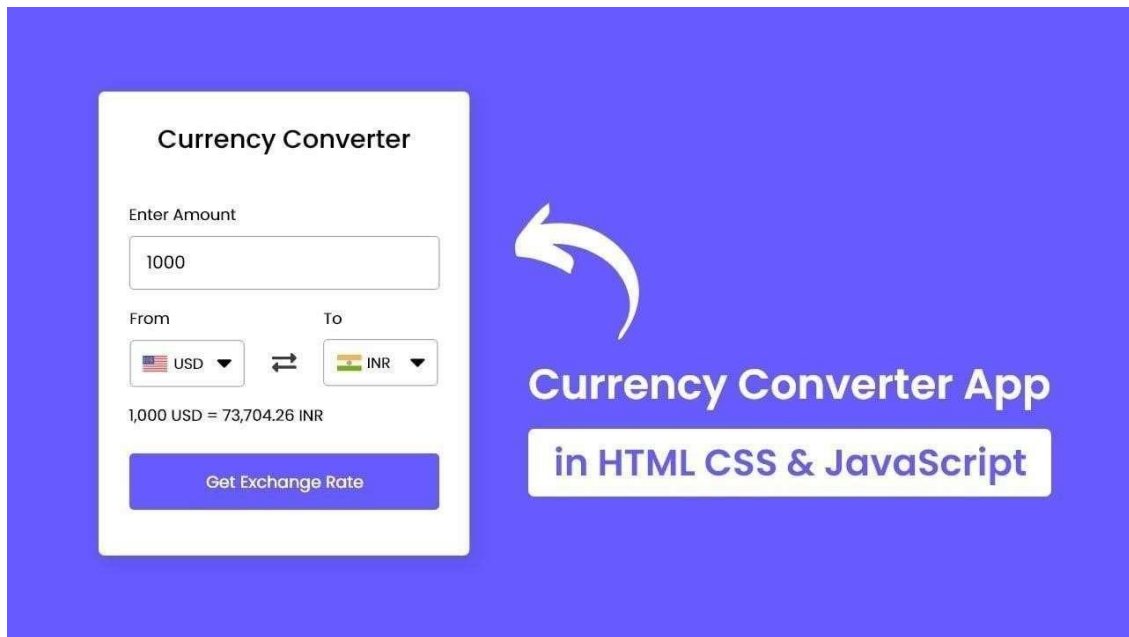 Currency Converter
Enter Amount
1000
From To
USD INR
1,000 USD = 73,704.26 INR
Get Exchange Rate
Currency Converter App
in HTML CSS & JavaScript